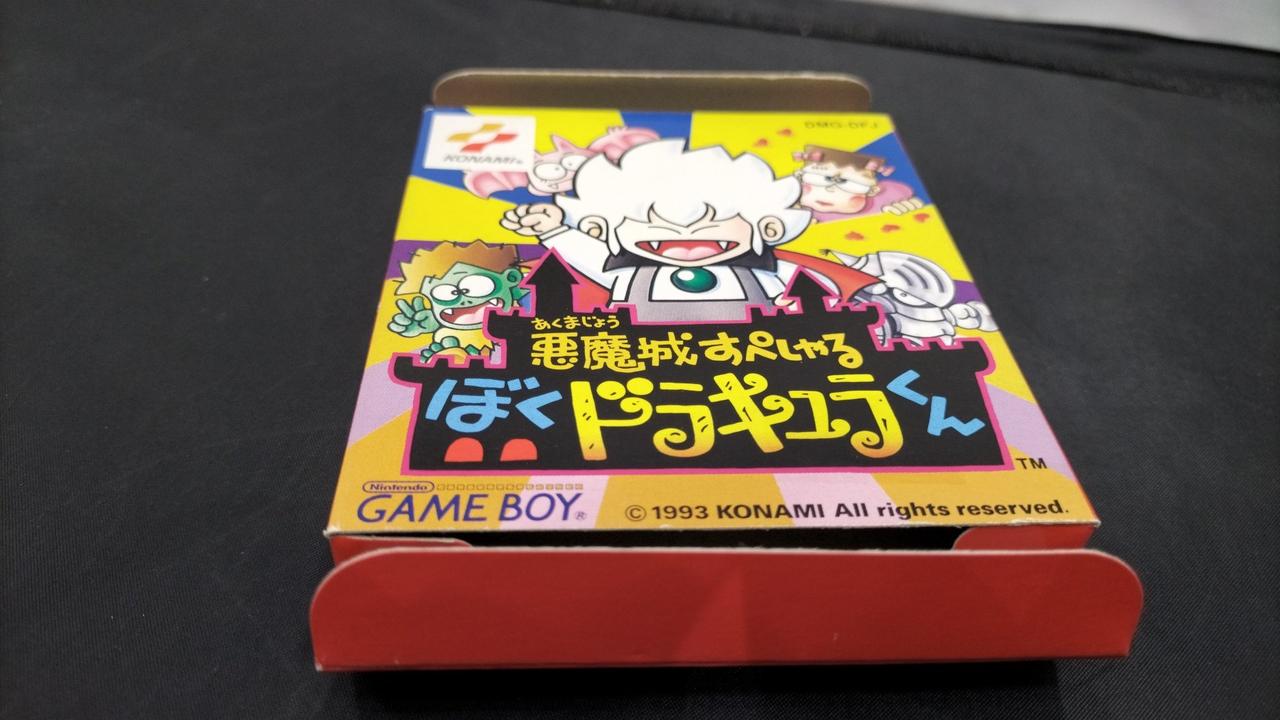 KONAMI®
DMG-DFJ
あくまじょう
悪魔城すぺしゃる
ぼくドラキュラくん
TM
Nintendo
GAME BOY®
© 1993 KONAMI All rights reserved.